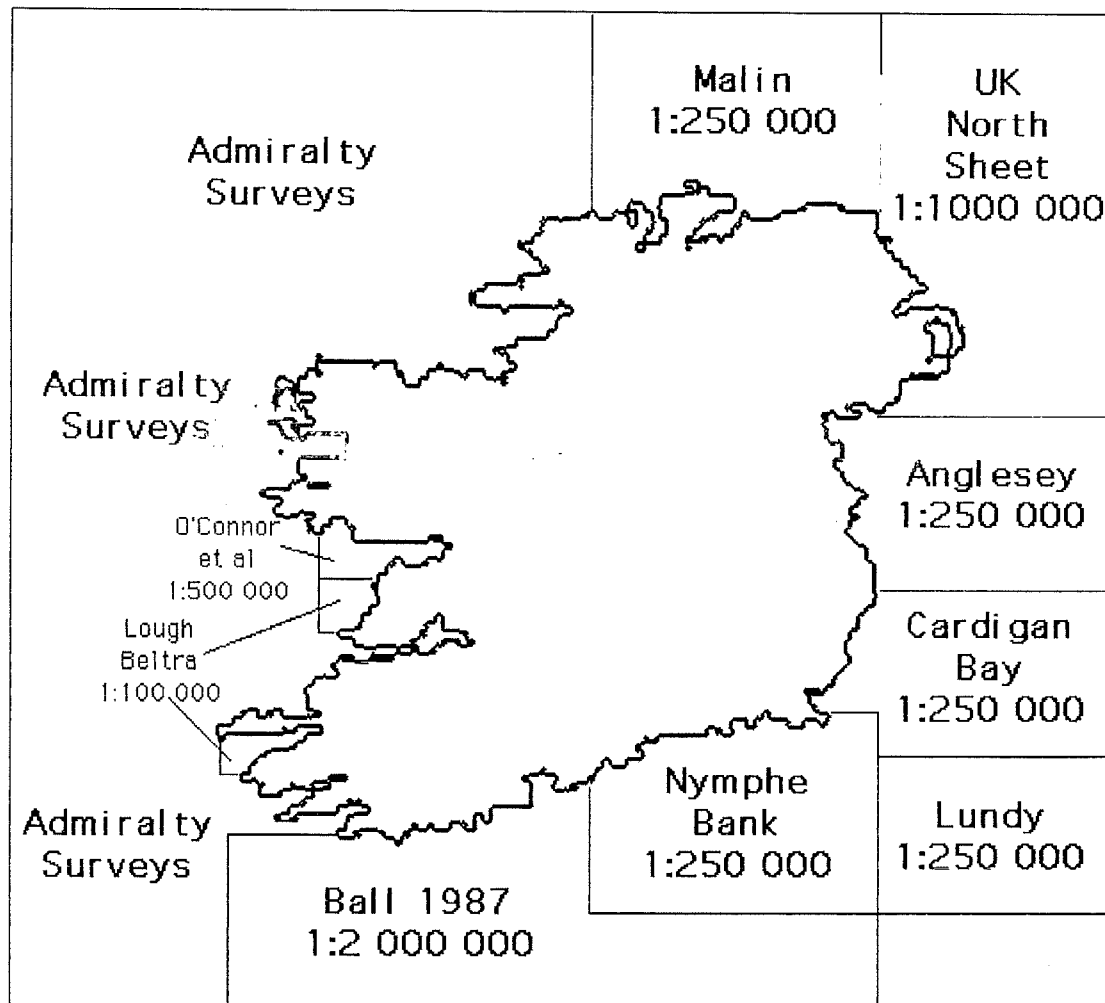 Malin
1:250 000
UK
North
Sheet
1:1000 000
Admiralty
Surveys
Admiralty
Surveys
Anglesey
1:250 000
O'Connor
et al
1:500 000
Lough
Beltra
1:100 000
Cardigan
Bay
1:250 000
Admiralty
Surveys
Nymphe
Bank
1:250 000
Lundy
1:250 000
Ball 1987
1:2 000 000